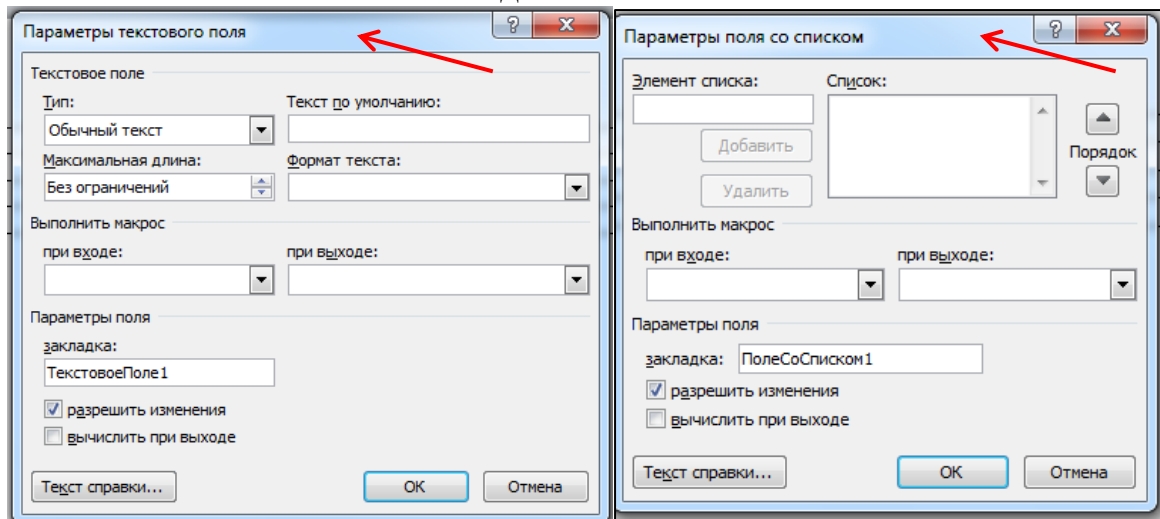 Параметры текстового поля
Текстовое поле
Тип:
Текст по умолчанию:
Обычный текст
Максимальная длина:
Формат текста:
Без ограничений
Выполнить макрос
при входе:
при выходе:
Параметры поля
закладка:
ТекстовоеПоле1
разрешить изменения
вычислить при выходе
Текст справки...
ОК
Отмена
Параметры поля со списком
Элемент списка:
Список:
Добавить
Порядок
Удалить
Выполнить макрос
при входе:
при выходе:
Параметры поля
закладка:
ПолеСоСписком1
разрешить изменения
вычислить при выходе
Текст справки...
ОК
Отмена